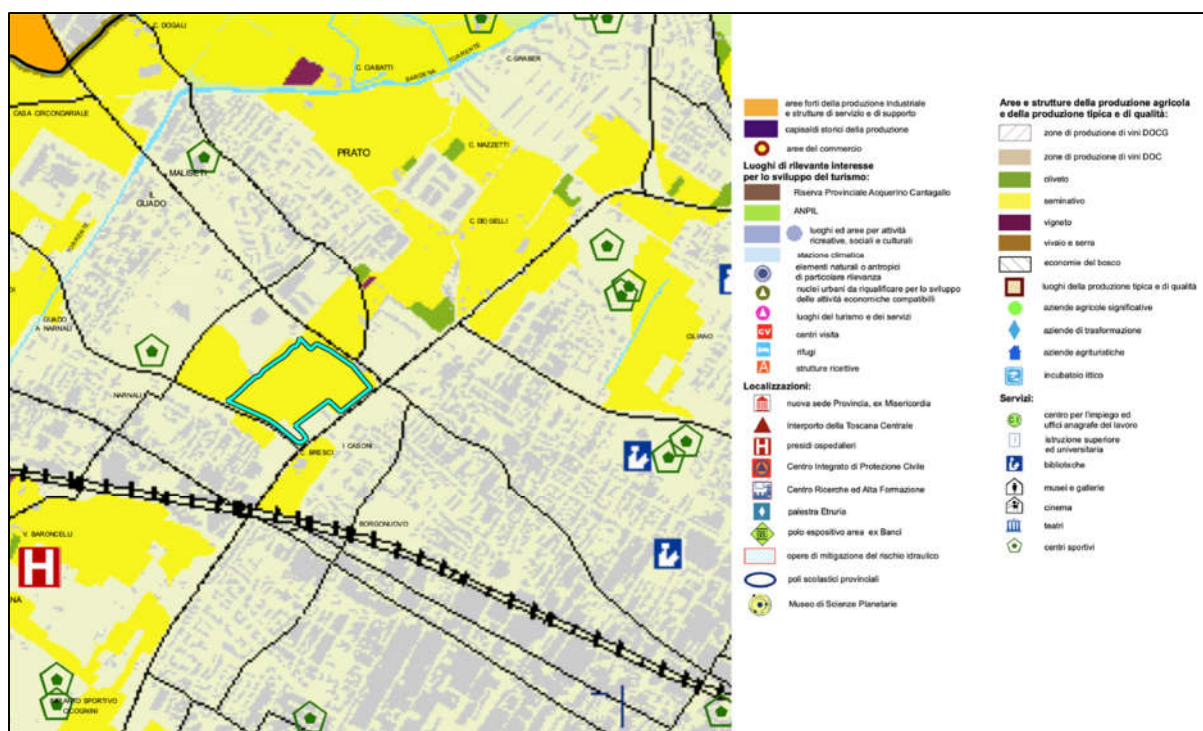 C. DOGALI
C. CIABATTI
TORRENTE
BARDENA
C. GRABER
CASA CIRCONDARIALE
PRATO
C. NAZZETTI
MALISETI
IL
GUADO
C. DEI GELLI
TORRENTE
GUADO
A NARNALI
CILIANO
NARNALI
I CASONI
C. BRESCI
BORGONUOVO
V. BARONCELLI
H
NA
SPORTIVO
CICOGNINI
aree forti della produzione industriale
e strutture di servizio e di supporto
capisaldi storici della produzione
aree del commercio
Luoghi di rilevante interesse
per lo sviluppo del turismo:
Riserva Provinciale Acquerino Cantagallo
ANPIL
luoghi ed aree per attività
ricreative, sociali e culturali
stazione climatica
elementi naturali o antropici
di particolare rilevanza
nuclei urbani da riqualificare per lo sviluppo
delle attività economiche compatibili
luoghi del turismo e dei servizi
CV centri visita
rifugi
A strutture ricettive
Localizzazioni:
nuova sede Provincia, ex Misericordia
Interporto della Toscana Centrale
H presidi ospedalieri
Centro Integrato di Protezione Civile
Centro Ricerche ed Alta Formazione
palestra Etruria
polo espositivo area ex Banci
opere di mitigazione del rischio idraulico
poli scolastici provinciali
Museo di Scienze Planetarie
Aree e strutture della produzione agricola
e della produzione tipica e di qualità:
zone di produzione di vini DOCG
zone di produzione di vini DOC
oliveto
seminativo
vigneto
vivaio e serra
economie del bosco
luoghi della produzione tipica e di qualità
aziende agricole significative
aziende di trasformazione
aziende agrituristiche
incubatoio ittico
Servizi:
centro per l'impiego ed
uffici anagrafe del lavoro
istruzione superiore
ed universitaria
biblioteche
musei e gallerie
cinema
teatri
centri sportivi